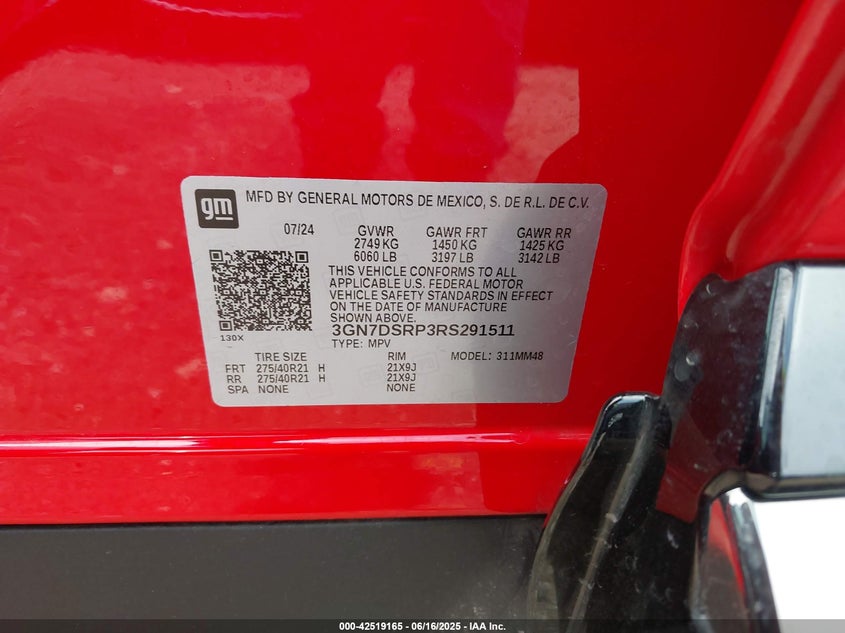 gm MFD BY GENERAL MOTORS DE MEXICO, S. DE R.L. DE C.V.
07/24 GVWR GAWR FRT GAWR RR
2749 KG 1450 KG 1425 KG
6060 LB 3197 LB 3142 LB
THIS VEHICLE CONFORMS TO ALL
APPLICABLE U.S. FEDERAL MOTOR
VEHICLE SAFETY STANDARDS IN EFFECT
ON THE DATE OF MANUFACTURE
SHOWN ABOVE.
3GN7DSRP3RS291511
130X TYPE: MPV
TIRE SIZE RIM MODEL: 311MM48
FRT 275/40R21 H 21X9J
RR 275/40R21 H 21X9J
SPA NONE NONE
000-42519165 - 06/16/2025 - IAA Inc.